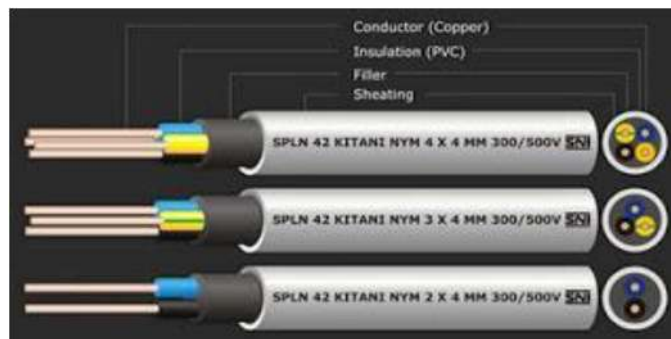 Conductor (Copper)
Insulation (PVC)
Filler
Sheating
SPLN 42 KITANI NYM 4 X 4 MM 300/500V SNI
SPLN 42 KITANI NYM 3 X 4 MM 300/500V SNI
SPLN 42 KITANI NYM 2 X 4 MM 300/500V SNI